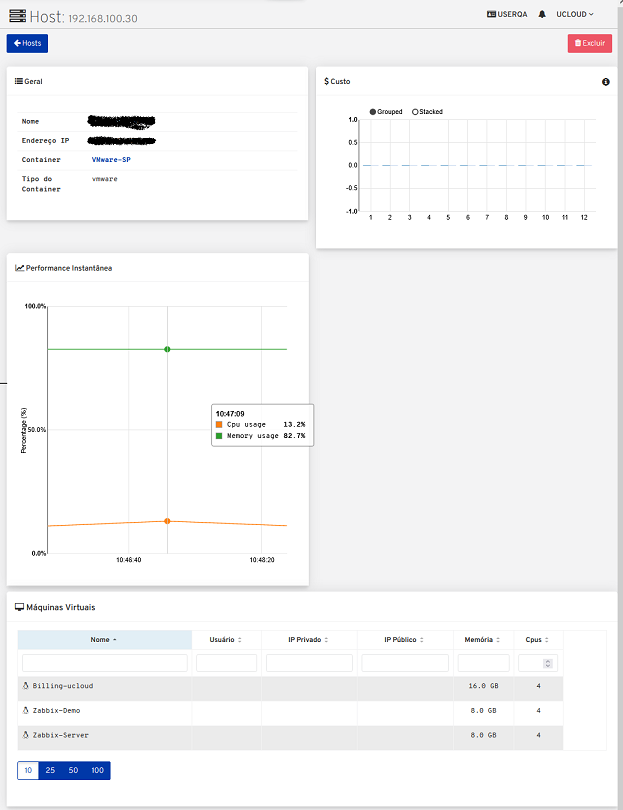 Host: 192.168.100.30
USERQA
UCLOUD
Hosts
Excluir
Geral
Nome
Endereço IP
Container VMware-SP
Tipo do Container vmware
Custo
Grouped Stacked
1.0
0.5
0.0
-0.5
-1.0
1 2 3 4 5 6 7 8 9 10 11 12
Performance Instantânea
100.0%
50.0%
0.0%
Percentage (%)
10:47:09
Cpu usage 13.2%
Memory usage 82.7%
10:46:40 10:48:20
Máquinas Virtuais
Nome Usuário IP Privado IP Público Memória Cpus
Billing-ucloud 16.0 GB 4
Zabbix-Demo 8.0 GB 4
Zabbix-Server 8.0 GB 4
10 25 50 100